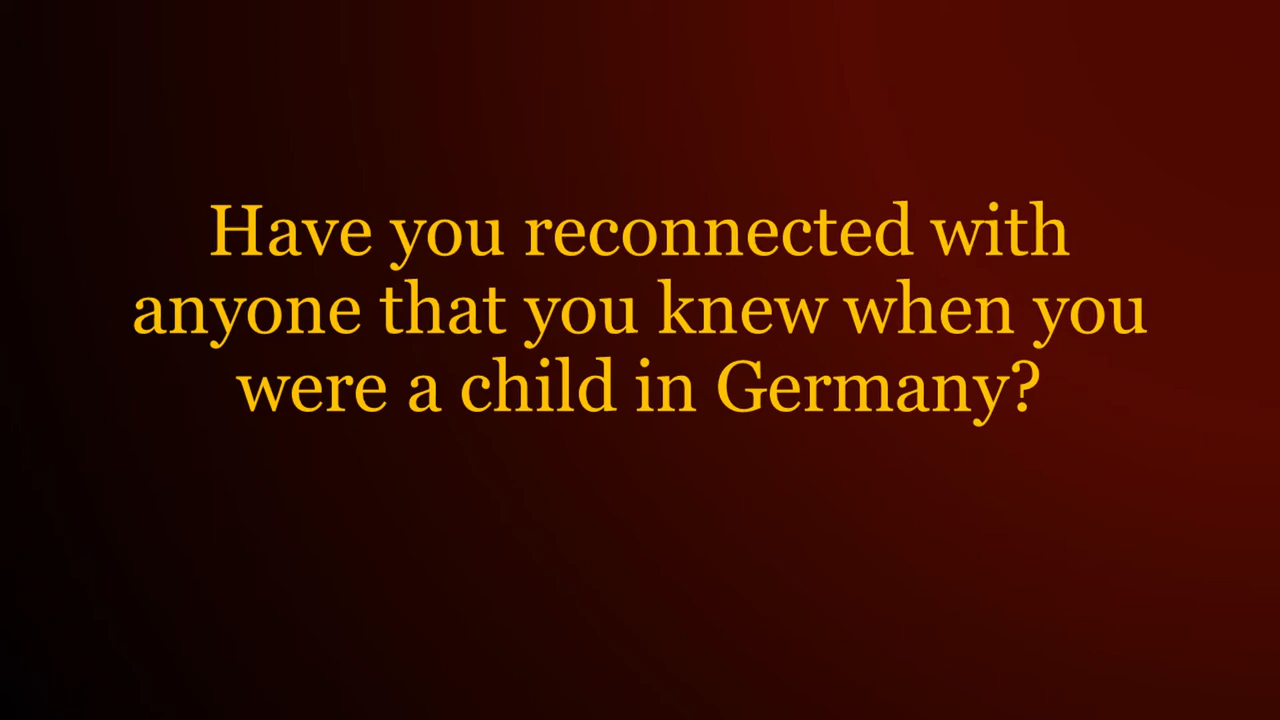 Have you reconnected with
anyone that you knew when you
were a child in Germany?